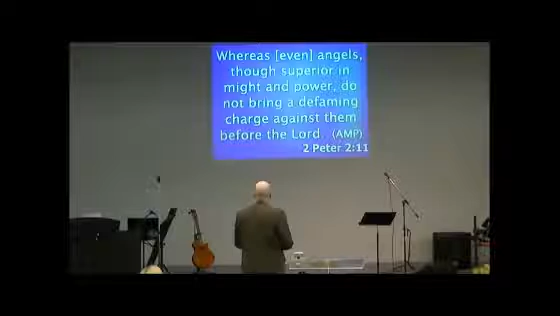 Whereas [even] angels,
though superior in
might and power, do
not bring a defaming
charge against them
before the Lord. (AMP)
2 Peter 2:11